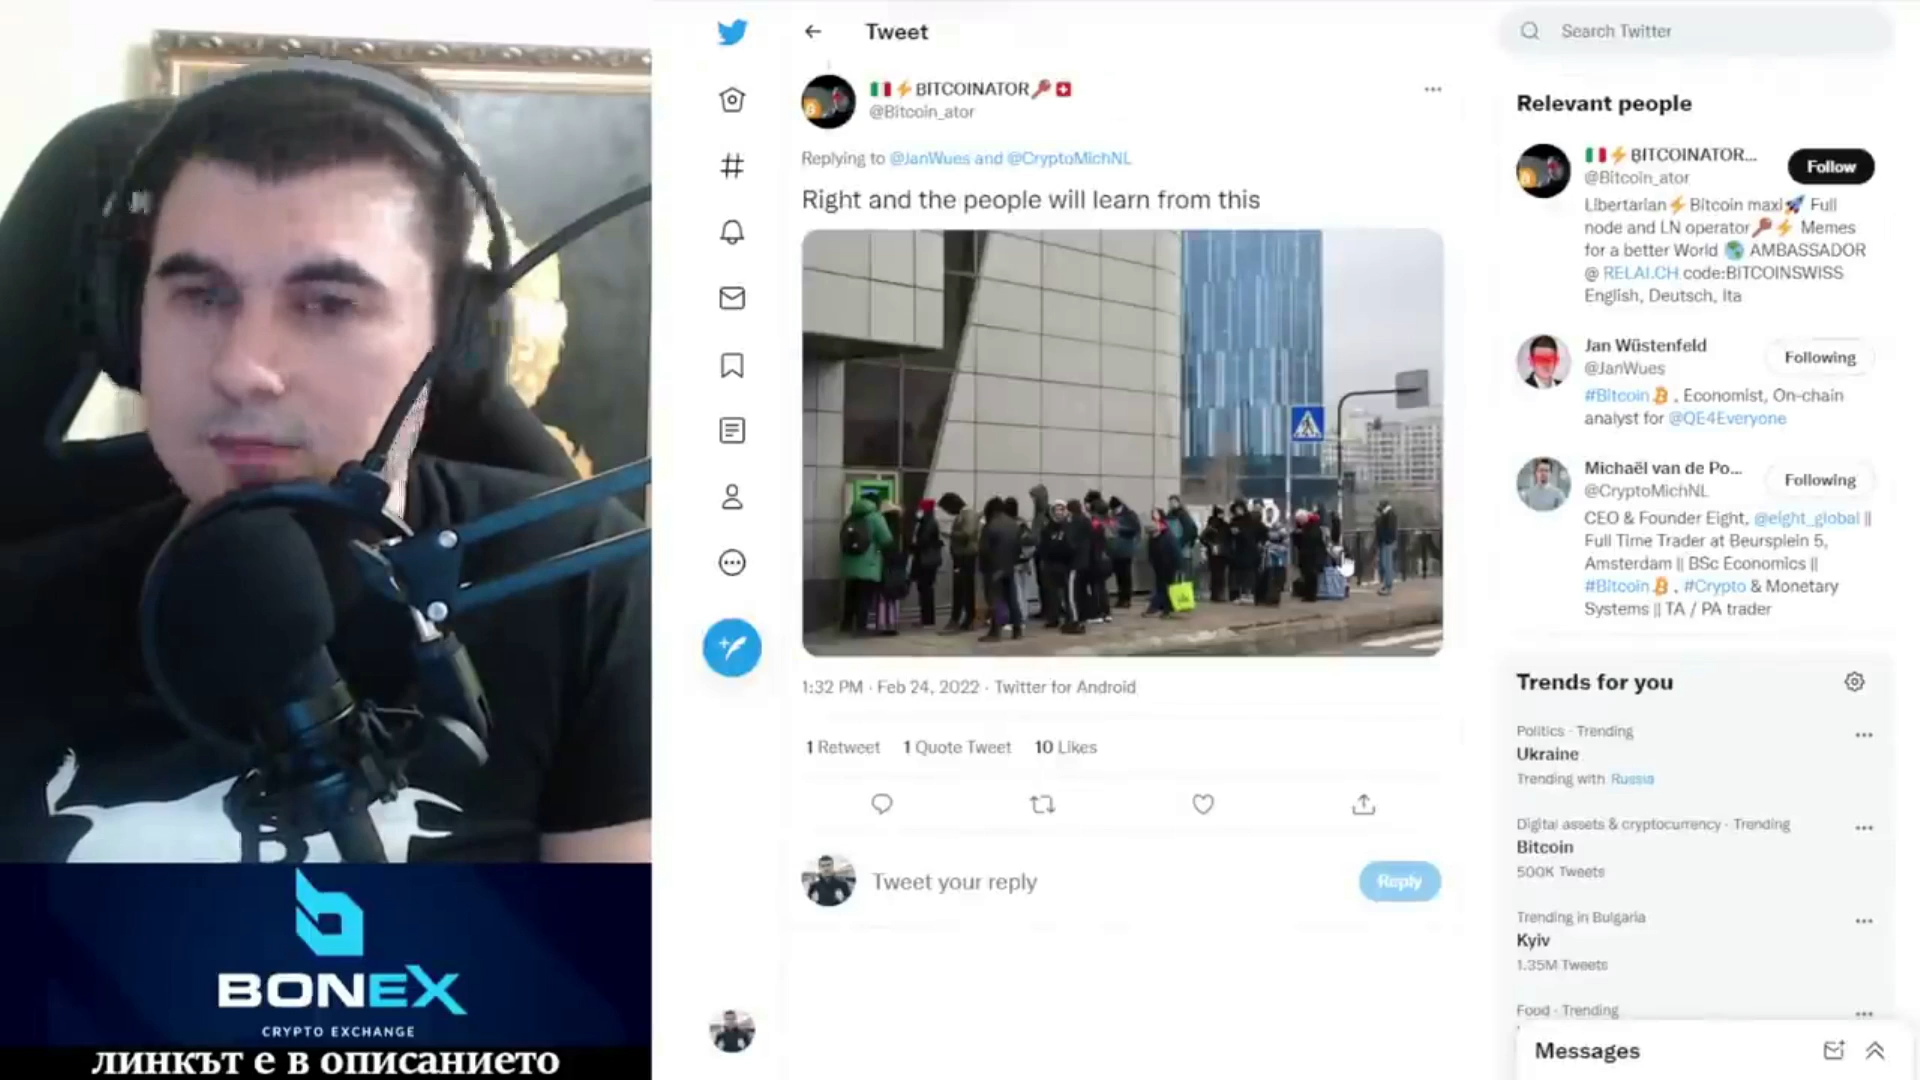 Tweet
BITCOINATOR
@Bitcoin_ator
Replying to @JanWues and @CryptoMichNL
Right and the people will learn from this
1:32 PM · Feb 24, 2022 · Twitter for Android
1 Retweet 1 Quote Tweet 10 Likes
Tweet your reply
Reply
Search Twitter
Relevant people
BITCOINATOR...
@Bitcoin_ator
Follow
Libertarian⚡Bitcoin maxi🚀 Full
node and LN operator🔑⚡ Memes
for a better World 🌍 AMBASSADOR
@ RELAI.CH code:BITCOINSWISS
English, Deutsch, Ita
Jan Wüstenfeld
@JanWues
Following
#Bitcoin , Economist, On-chain
analyst for @QE4Everyone
Michaël van de Po...
@CryptoMichNL
Following
CEO & Founder Eight, @eight_global ||
Full Time Trader at Beursplein 5,
Amsterdam || BSc Economics ||
#Bitcoin , #Crypto & Monetary
Systems || TA / PA trader
Trends for you
Politics · Trending
Ukraine
Trending with Russia
Digital assets & cryptocurrency · Trending
Bitcoin
500K Tweets
Trending in Bulgaria
Kyiv
1.35M Tweets
Food · Trending
Messages
BONEX
CRYPTO EXCHANGE
линкът е в описанието